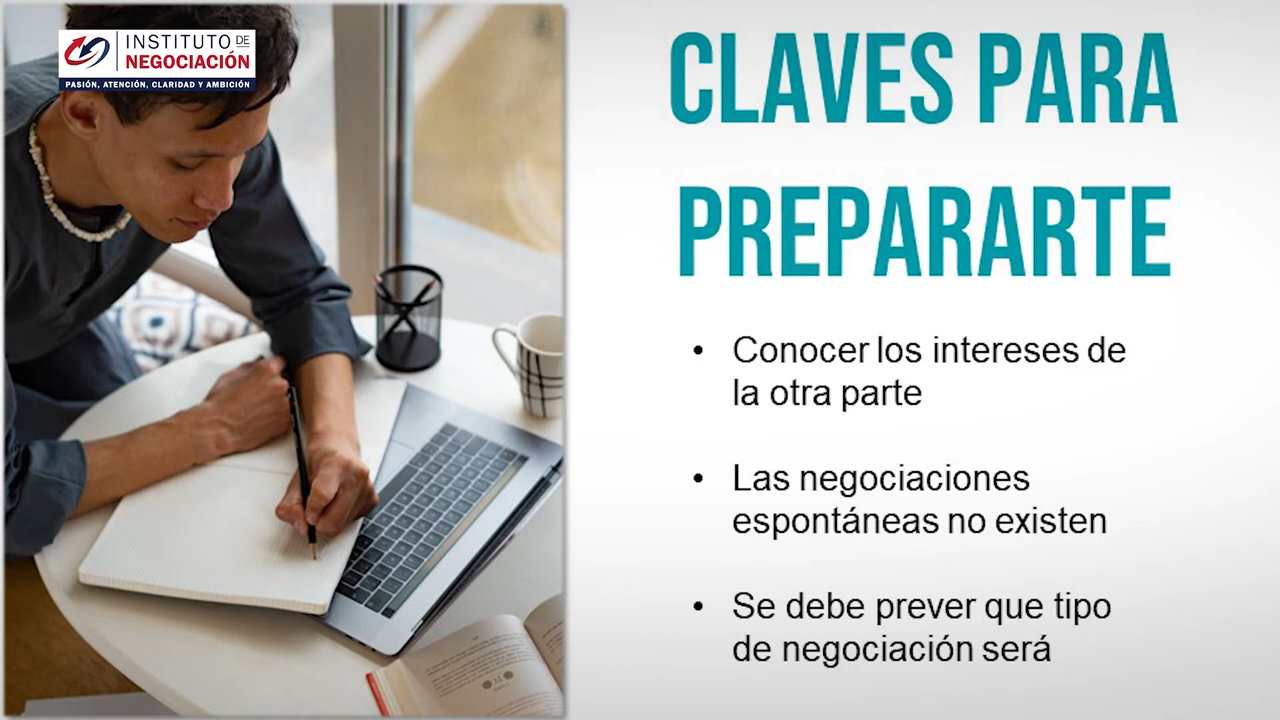 INSTITUTO DE
NEGOCIACIÓN
PASIÓN, ATENCIÓN, CLARIDAD Y AMBICIÓN
CLAVES PARA
PREPARARTE
• Conocer los intereses de
la otra parte
• Las negociaciones
espontáneas no existen
• Se debe prever que tipo
de negociación será